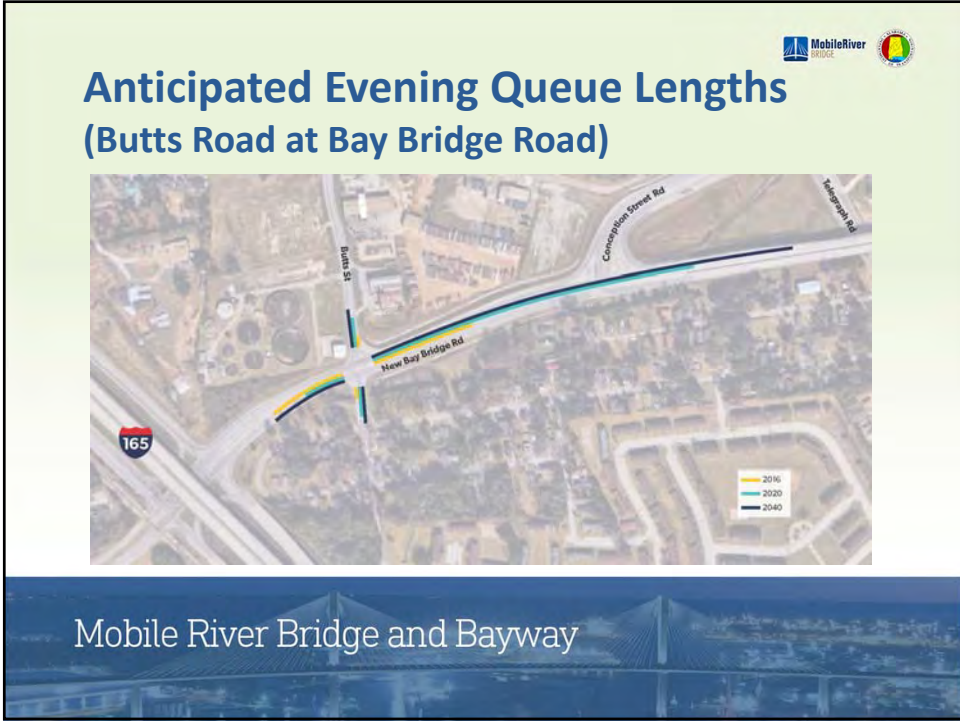 MobileRiver
BRIDGE
Anticipated Evening Queue Lengths
(Butts Road at Bay Bridge Road)
Conception Street Rd
Telegraph Rd
Butts St
New Bay Bridge Rd
165
2016
2020
2040
Mobile River Bridge and Bayway